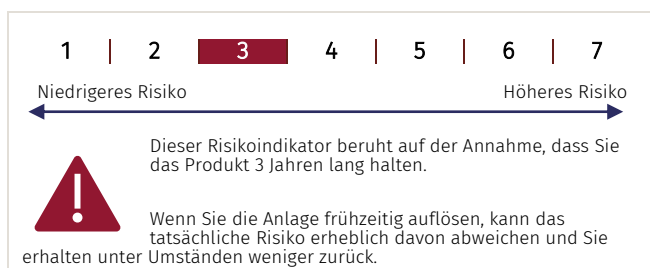 1 | 2 | 3 | 4 | 5 | 6 | 7
Niedrigeres Risiko Höheres Risiko
Dieser Risikoindikator beruht auf der Annahme, dass Sie
das Produkt 3 Jahren lang halten.
Wenn Sie die Anlage frühzeitig auflösen, kann das
tatsächliche Risiko erheblich davon abweichen und Sie
erhalten unter Umständen weniger zurück.